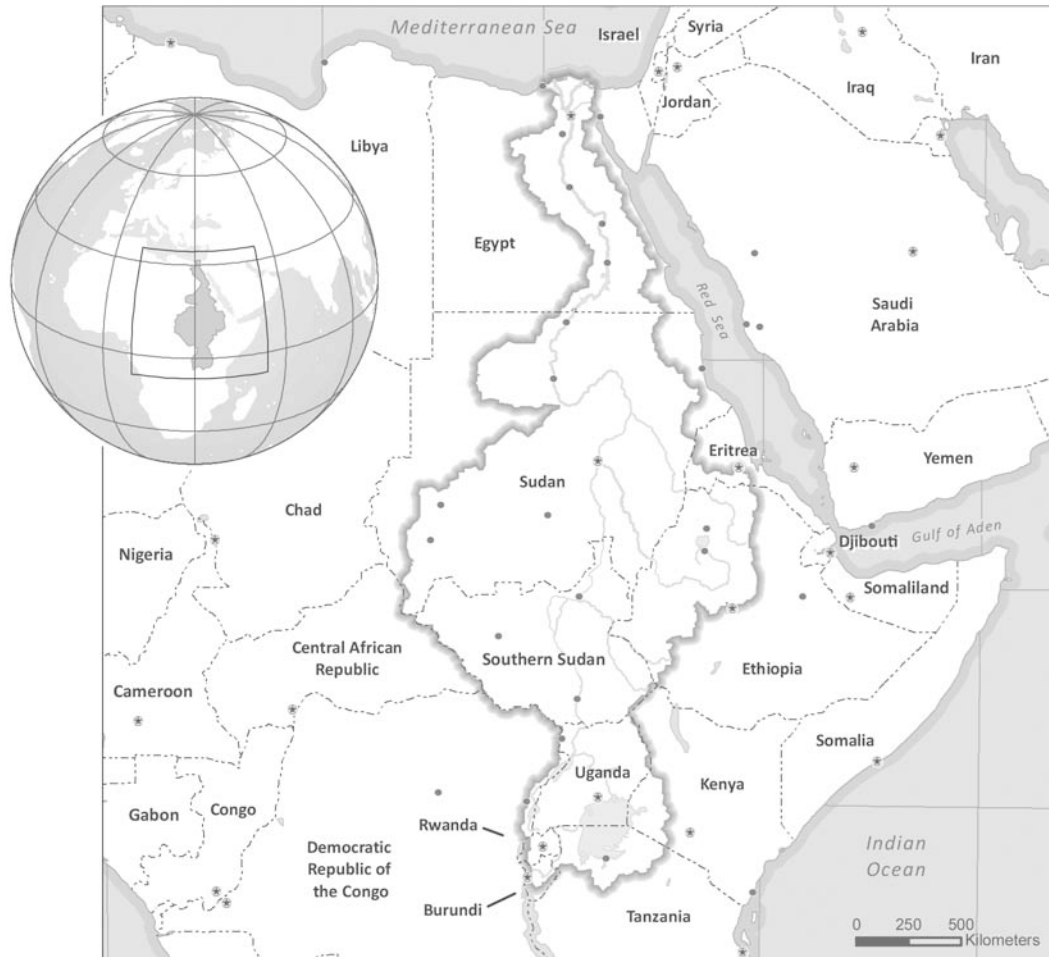 Mediterranean Sea
Israel
Syria
Iran
Iraq
Jordan
Libya
Egypt
Red Sea
Saudi
Arabia
Eritrea
Yemen
Sudan
Chad
Gulf of Aden
Djibouti
Nigeria
Somaliland
Central African
Republic
Southern Sudan
Ethiopia
Cameroon
Somalia
Uganda
Kenya
Gabon
Congo
Rwanda
Democratic
Republic of
the Congo
Indian
Ocean
Burundi
Tanzania
0 250 500
Kilometers